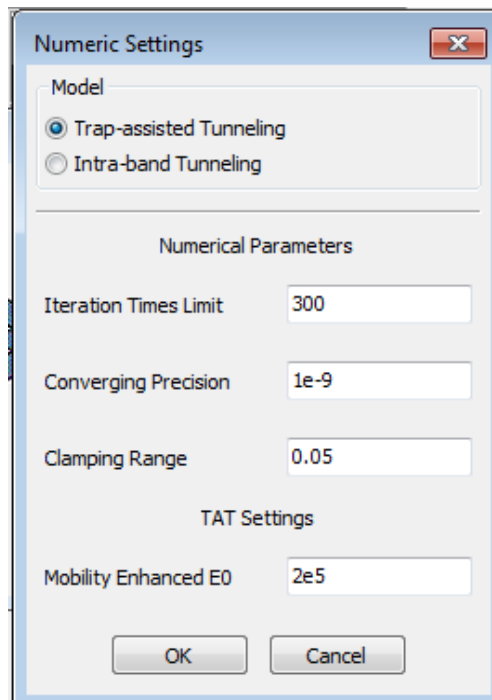 Numeric Settings
Model
Trap-assisted Tunneling
Intra-band Tunneling
Numerical Parameters
Iteration Times Limit 300
Converging Precision 1e-9
Clamping Range 0.05
TAT Settings
Mobility Enhanced E0 2e5
OK Cancel